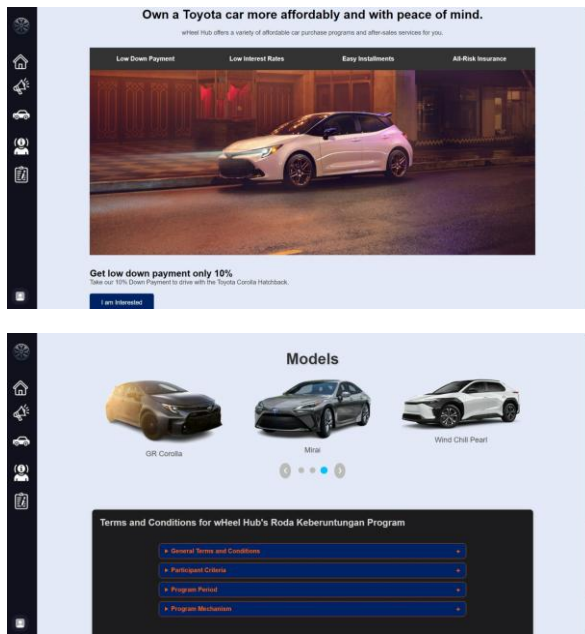 Own a Toyota car more affordably and with peace of mind.
wHeel Hub offers a variety of affordable car purchase programs and after-sales services for you.
Low Down Payment Low Interest Rates Easy Installments All-Risk Insurance
Get low down payment only 10%
Take our 10% Down Payment to drive with the Toyota Corolla Hatchback.
I am Interested
Models
GR Corolla Mirai Wind Chill Pearl
Terms and Conditions for wHeel Hub's Roda Keberuntungan Program
► General Terms and Conditions +
► Participant Criteria +
► Program Period +
► Program Mechanism +